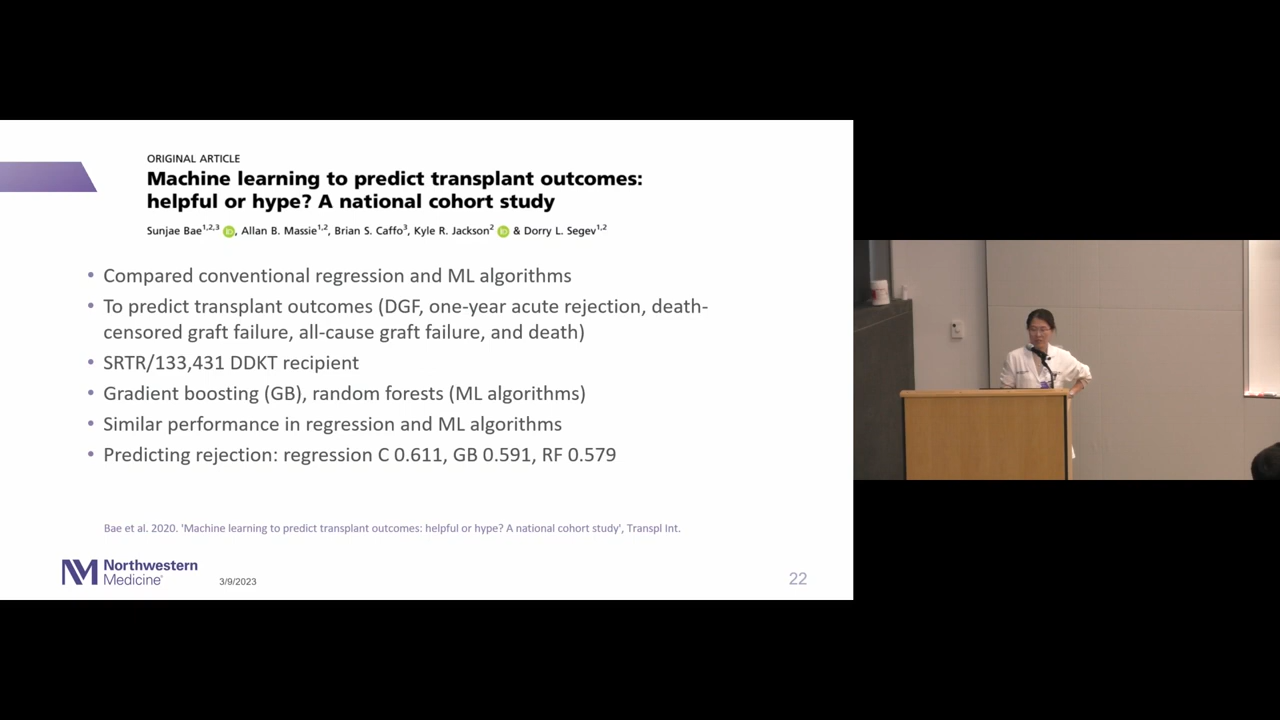 ORIGINAL ARTICLE
Machine learning to predict transplant outcomes:
helpful or hype? A national cohort study
Sunjae Bae1,2,3 iD, Allan B. Massie1,2, Brian S. Caffo3, Kyle R. Jackson2 iD & Dorry L. Segev1,2
• Compared conventional regression and ML algorithms
• To predict transplant outcomes (DGF, one-year acute rejection, death-
censored graft failure, all-cause graft failure, and death)
• SRTR/133,431 DDKT recipient
• Gradient boosting (GB), random forests (ML algorithms)
• Similar performance in regression and ML algorithms
• Predicting rejection: regression C 0.611, GB 0.591, RF 0.579
Bae et al. 2020. 'Machine learning to predict transplant outcomes: helpful or hype? A national cohort study', Transpl Int.
NM Northwestern
Medicine
3/9/2023
22